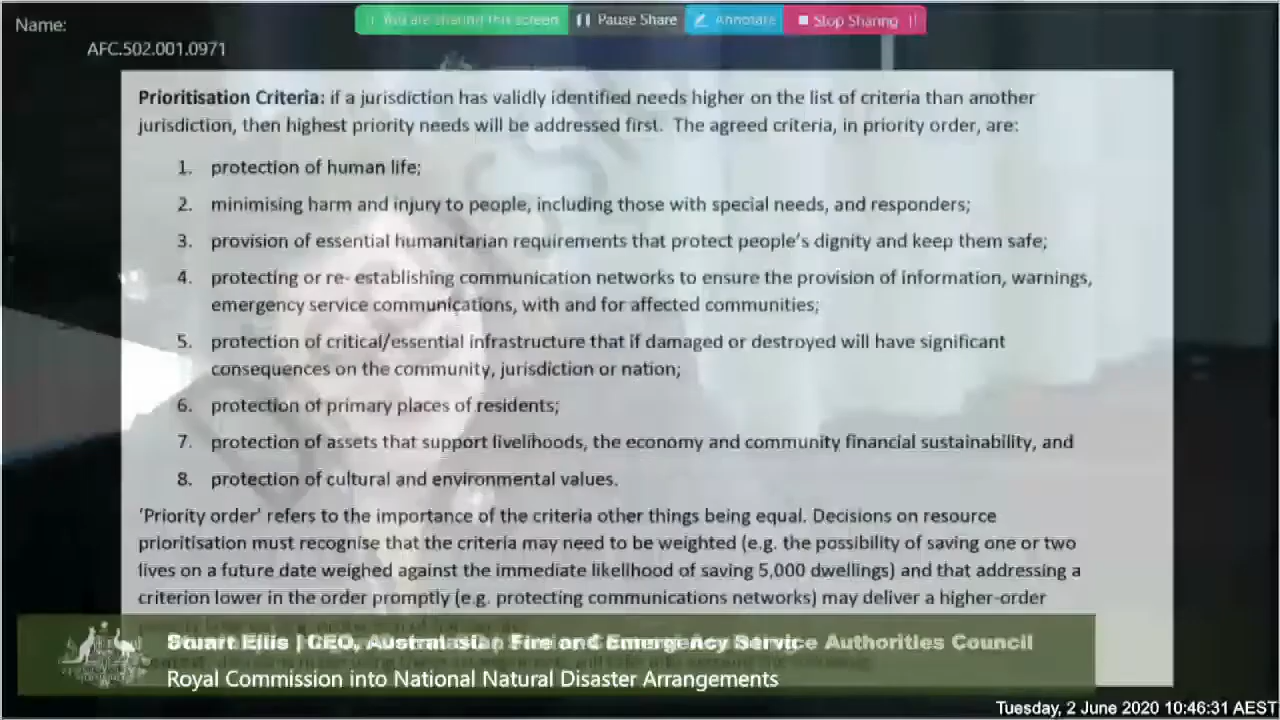 Name:
AFC.502.001.0971
You are sharing this screen
Pause Share
Annotate
Stop Sharing
Prioritisation Criteria: if a jurisdiction has validly identified needs higher on the list of criteria than another
jurisdiction, then highest priority needs will be addressed first. The agreed criteria, in priority order, are:
1. protection of human life;
2. minimising harm and injury to people, including those with special needs, and responders;
3. provision of essential humanitarian requirements that protect people's dignity and keep them safe;
4. protecting or re- establishing communication networks to ensure the provision of information, warnings,
emergency service communications, with and for affected communities;
5. protection of critical/essential infrastructure that if damaged or destroyed will have significant
consequences on the community, jurisdiction or nation;
6. protection of primary places of residents;
7. protection of assets that support livelihoods, the economy and community financial sustainability, and
8. protection of cultural and environmental values.
'Priority order' refers to the importance of the criteria other things being equal. Decisions on resource
prioritisation must recognise that the criteria may need to be weighted (e.g. the possibility of saving one or two
lives on a future date weighed against the immediate likelihood of saving 5,000 dwellings) and that addressing a
criterion lower in the order promptly (e.g. protecting communications networks) may deliver a higher-order
Stuart Ellis | CEO, Australasian Fire and Emergency Service Authorities Council
Royal Commission into National Natural Disaster Arrangements
Tuesday, 2 June 2020 10:46:31 AEST